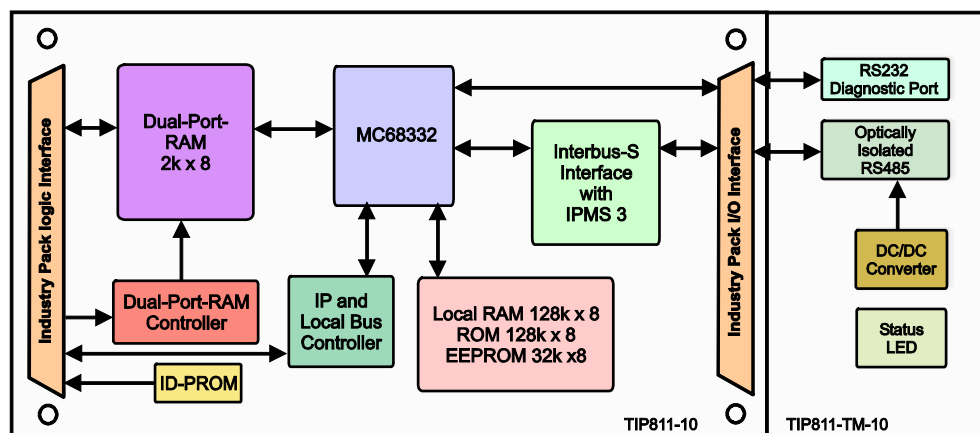 Industry Pack logic Interface
Dual-Port-
RAM
2k x 8
MC68332
Interbus-S
Interface
with
IPMS 3
Dual-Port-RAM
Controller
IP and
Local Bus
Controller
Local RAM 128k x 8
ROM 128k x 8
EEPROM 32k x8
ID-PROM
Industry Pack I/O Interface
TIP811-10
RS232
Diagnostic Port
Optically
Isolated
RS485
DC/DC
Converter
Status
LED
TIP811-TM-10